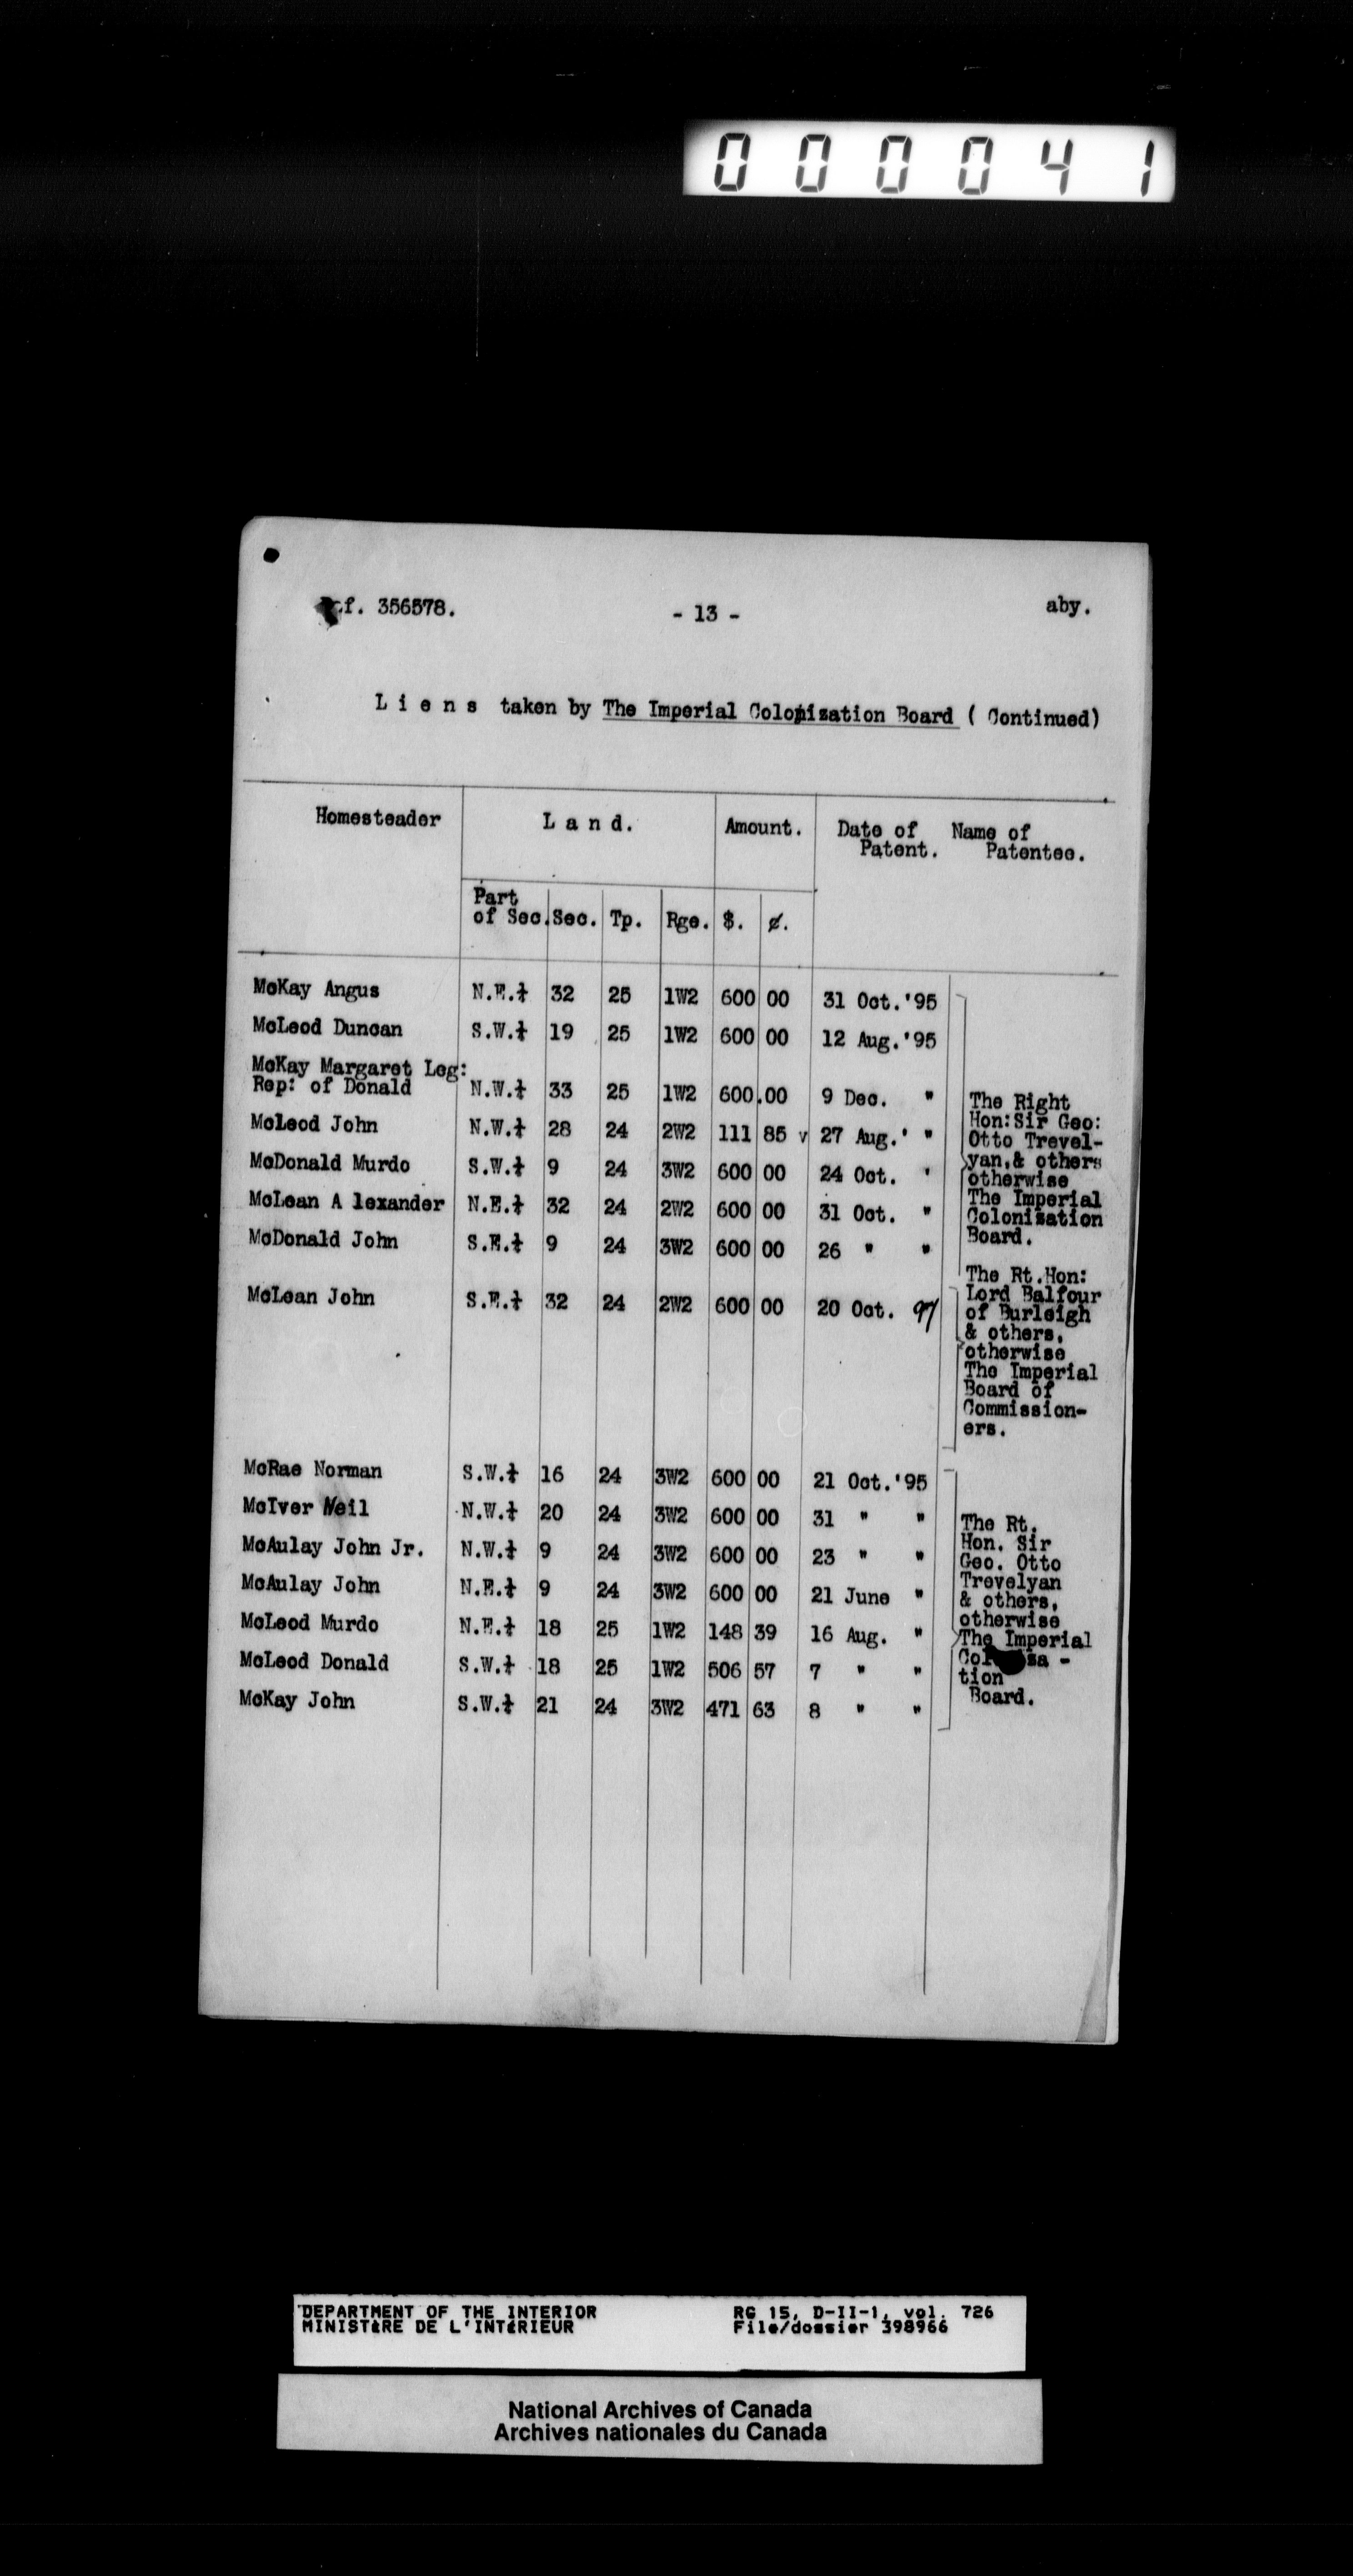 000041
f. 356578.
- 13 -
aby.
L i e n s taken by The Imperial Colonization Board ( Continued)
Homesteader L a n d. Amount. Date of Patent. Name of Patentee.
Part of Sec. Sec. Tp. Rge. $. ¢.
McKay Angus N.E.¼ 32 25 1W2 600 00 31 Oct.'95
McLeod Duncan S.W.¼ 19 25 1W2 600 00 12 Aug.'95
McKay Margaret Leg:
Rep: of Donald N.W.¼ 33 25 1W2 600.00 9 Dec. "
McLeod John N.W.¼ 28 24 2W2 111 85 v 27 Aug.' "
McDonald Murdo S.W.¼ 9 24 3W2 600 00 24 Oct. '
McLean A lexander N.E.¼ 32 24 2W2 600 00 31 Oct. "
McDonald John S.E.¼ 9 24 3W2 600 00 26 " "
The Right
Hon:Sir Geo:
Otto Trevel-
yan,& others
otherwise
The Imperial
Colonization
Board.
McLean John S.E.¼ 32 24 2W2 600 00 20 Oct. 97
The Rt.Hon:
Lord Balfour
of Burleigh
& others,
otherwise
The Imperial
Board of
Commission-
ers.
McRae Norman S.W.¼ 16 24 3W2 600 00 21 Oct.'95
McIver Neil N.W.¼ 20 24 3W2 600 00 31 " "
McAulay John Jr. N.W.¼ 9 24 3W2 600 00 23 " "
McAulay John N.E.¼ 9 24 3W2 600 00 21 June "
McLeod Murdo N.E.¼ 18 25 1W2 148 39 16 Aug. "
McLeod Donald S.W.¼ 18 25 1W2 506 57 7 " "
McKay John S.W.¼ 21 24 3W2 471 63 8 " "
The Rt.
Hon. Sir
Geo. Otto
Trevelyan
& others,
otherwise
The Imperial
tion
Board.
DEPARTMENT OF THE INTERIOR RG 15, D-II-1, vol. 726
MINISTÈRE DE L'INTÉRIEUR File/dossier 398966
National Archives of Canada
Archives nationales du Canada